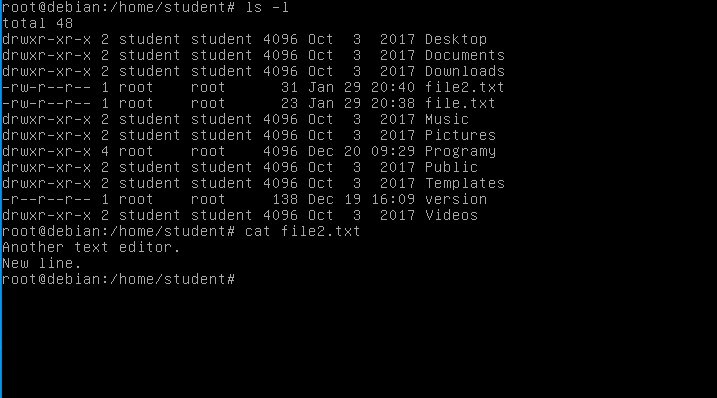 root@debian:/home/student# ls -l
total 48
drwxr-xr-x 2 student student 4096 Oct  3  2017 Desktop
drwxr-xr-x 2 student student 4096 Oct  3  2017 Documents
drwxr-xr-x 2 student student 4096 Oct  3  2017 Downloads
-rw-r--r-- 1 root    root      31 Jan 29 20:40 file2.txt
-rw-r--r-- 1 root    root      23 Jan 29 20:38 file.txt
drwxr-xr-x 2 student student 4096 Oct  3  2017 Music
drwxr-xr-x 2 student student 4096 Oct  3  2017 Pictures
drwxr-xr-x 4 root    root    4096 Dec 20 09:29 Programy
drwxr-xr-x 2 student student 4096 Oct  3  2017 Public
drwxr-xr-x 2 student student 4096 Oct  3  2017 Templates
-r--r--r-- 1 root    root     138 Dec 19 16:09 version
drwxr-xr-x 2 student student 4096 Oct  3  2017 Videos
root@debian:/home/student# cat file2.txt
Another text editor.
New line.
root@debian:/home/student#